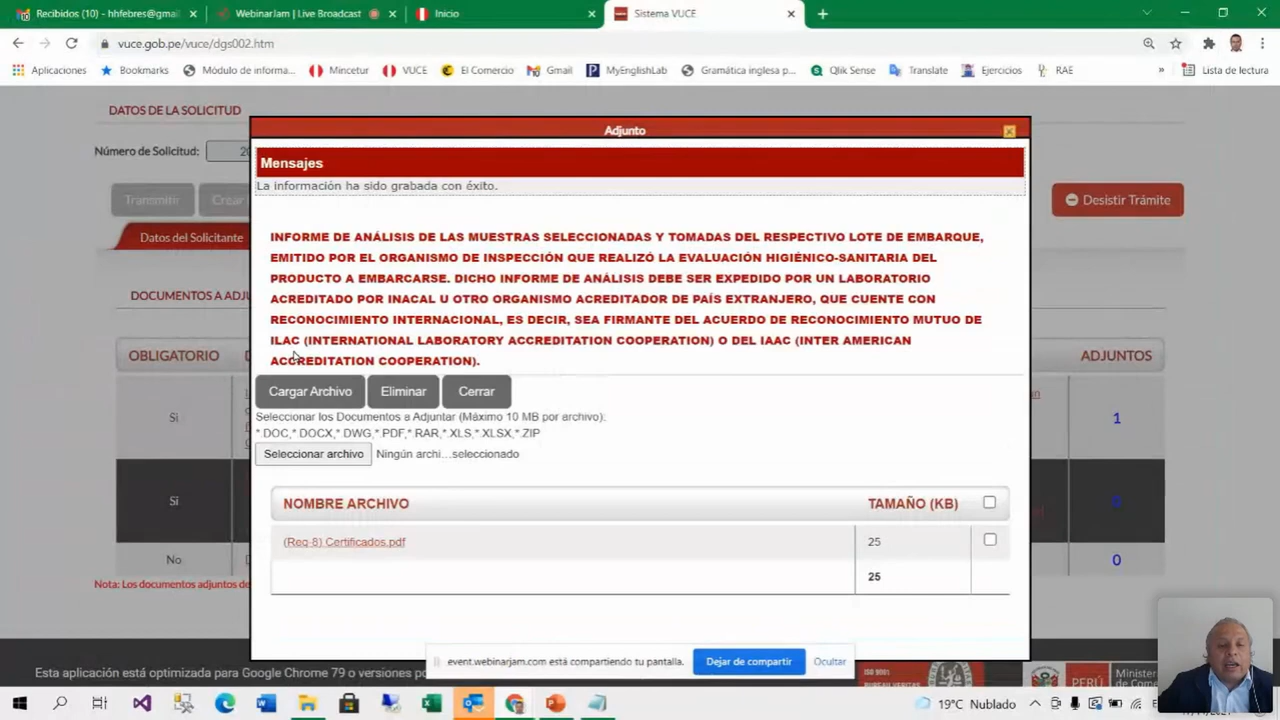 Recibidos (10) - hhfebres@gmail
WebinarJam | Live Broadcast
Inicio
Sistema VUCE
vuce.gob.pe/vuce/dgs002.htm
Aplicaciones
Bookmarks
Módulo de informa...
Mincetur
VUCE
El Comercio
Gmail
MyEnglishLab
Gramática inglesa p...
Qlik Sense
Translate
Ejercicios
RAE
»
Lista de lectura
DATOS DE LA SOLICITUD
Número de Solicitud:
Transmitir
Desistir Trámite
Datos del Solicitante
DOCUMENTOS A ADJU
OBLIGATORIO
ADJUNTOS
Si
1
Si
No
0
Nota: Los documentos adjuntos de
Adjunto
Mensajes
La información ha sido grabada con éxito.
INFORME DE ANÁLISIS DE LAS MUESTRAS SELECCIONADAS Y TOMADAS DEL RESPECTIVO LOTE DE EMBARQUE,
EMITIDO POR EL ORGANISMO DE INSPECCIÓN QUE REALIZÓ LA EVALUACIÓN HIGIÉNICO-SANITARIA DEL
PRODUCTO A EMBARCARSE. DICHO INFORME DE ANÁLISIS DEBE SER EXPEDIDO POR UN LABORATORIO
ACREDITADO POR INACAL U OTRO ORGANISMO ACREDITADOR DE PAÍS EXTRANJERO, QUE CUENTE CON
RECONOCIMIENTO INTERNACIONAL, ES DECIR, SEA FIRMANTE DEL ACUERDO DE RECONOCIMIENTO MUTUO DE
ILAC (INTERNATIONAL LABORATORY ACCREDITATION COOPERATION) O DEL IAAC (INTER AMERICAN
ACCREDITATION COOPERATION).
Cargar Archivo
Eliminar
Cerrar
Seleccionar los Documentos a Adjuntar (Máximo 10 MB por archivo):
*.DOC,*.DOCX,*.DWG,*.PDF,*.RAR,*.XLS,*.XLSX,*.ZIP
Seleccionar archivo
Ningún archi...seleccionado
NOMBRE ARCHIVO
TAMAÑO (KB)
(Req-8) Certificados.pdf
25
25
event.webinarjam.com está compartiendo tu pantalla.
Dejar de compartir
Ocultar
Esta aplicación está optimizada para Google Chrome 79 o versiones
ISO 9001
BUREAU VERITAS
PERÚ
Ministerio
de Come
19°C Nublado